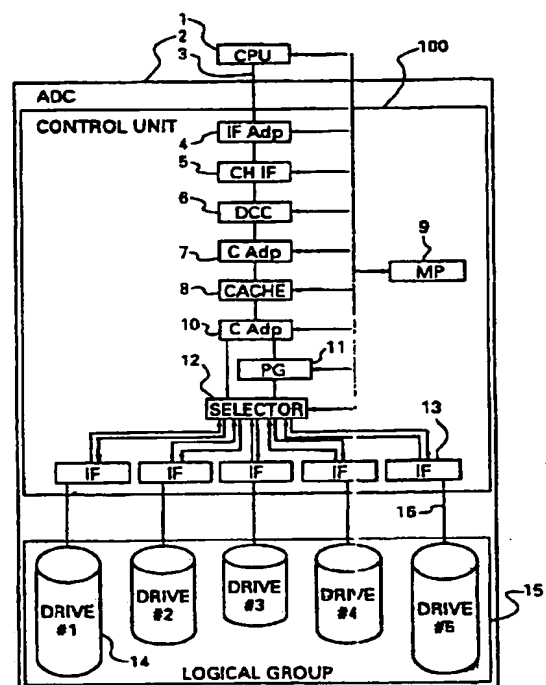 1
2
3
CPU
100
ADC
CONTROL UNIT
4
IF Adp
5
CH IF
6
DCC
7
C Adp
9
MP
8
CACHE
10
C Adp
11
PG
12
SELECTOR
13
IF
IF
IF
IF
IF
16
DRIVE #1
DRIVE #2
DRIVE #3
DRIVE #4
DRIVE #5
14
15
LOGICAL GROUP